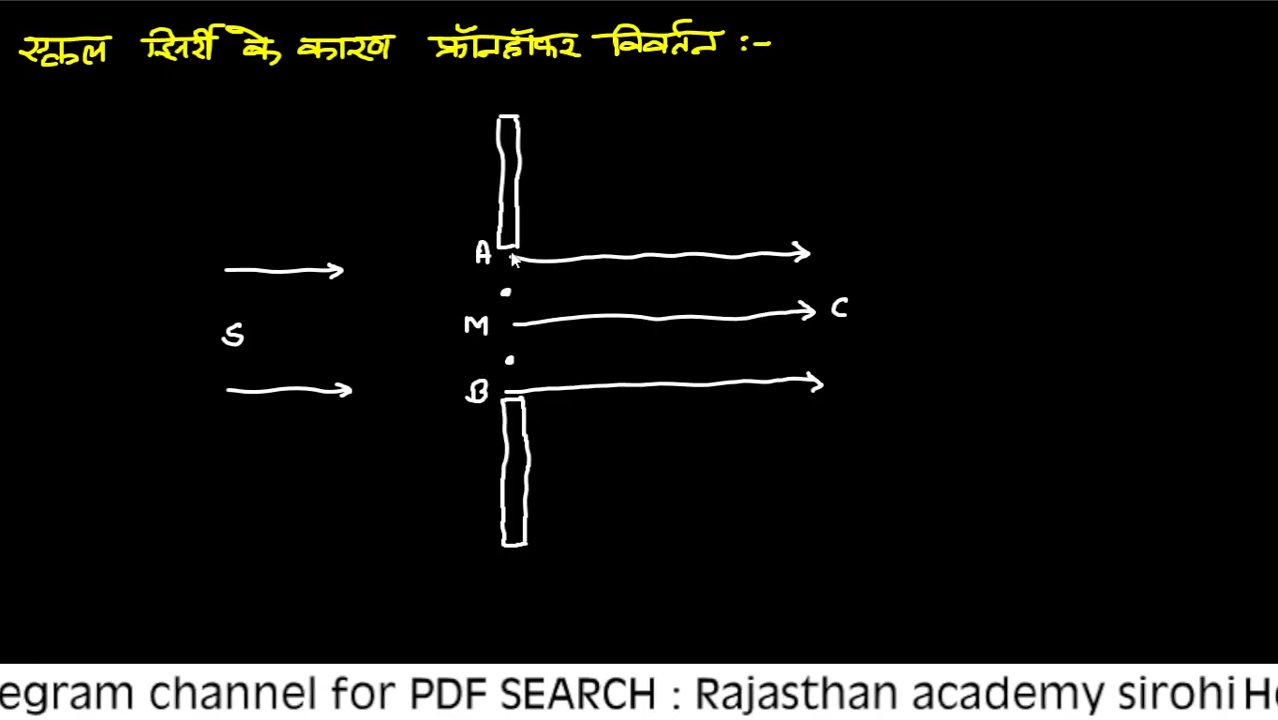 एकल झिर्री के कारण फ्रॉनहॉफर विवर्तन :-
A
S
M
C
B
egram channel for PDF SEARCH : Rajasthan academy sirohi He